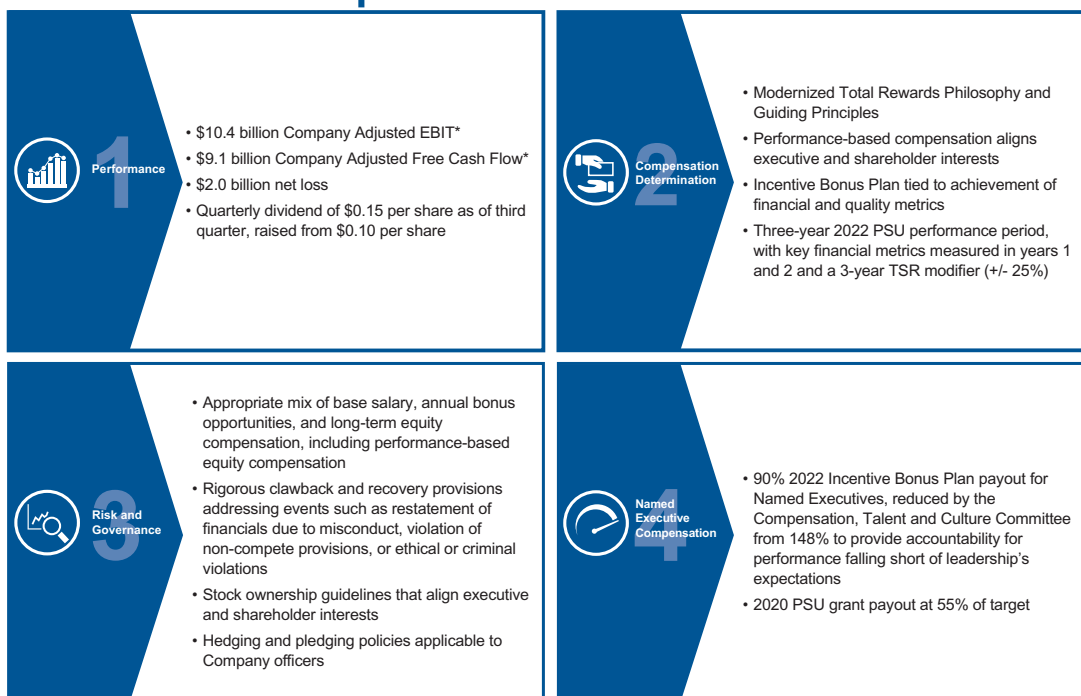 1
Performance
• $10.4 billion Company Adjusted EBIT*
• $9.1 billion Company Adjusted Free Cash Flow*
• $2.0 billion net loss
• Quarterly dividend of $0.15 per share as of third
quarter, raised from $0.10 per share
2
Compensation
Determination
• Modernized Total Rewards Philosophy and
Guiding Principles
• Performance-based compensation aligns
executive and shareholder interests
• Incentive Bonus Plan tied to achievement of
financial and quality metrics
• Three-year 2022 PSU performance period,
with key financial metrics measured in years 1
and 2 and a 3-year TSR modifier (+/- 25%)
3
Risk and
Governance
• Appropriate mix of base salary, annual bonus
opportunities, and long-term equity
compensation, including performance-based
equity compensation
• Rigorous clawback and recovery provisions
addressing events such as restatement of
financials due to misconduct, violation of
non-compete provisions, or ethical or criminal
violations
• Stock ownership guidelines that align executive
and shareholder interests
• Hedging and pledging policies applicable to
Company officers
4
Named
Executive
Compensation
• 90% 2022 Incentive Bonus Plan payout for
Named Executives, reduced by the
Compensation, Talent and Culture Committee
from 148% to provide accountability for
performance falling short of leadership’s
expectations
• 2020 PSU grant payout at 55% of target